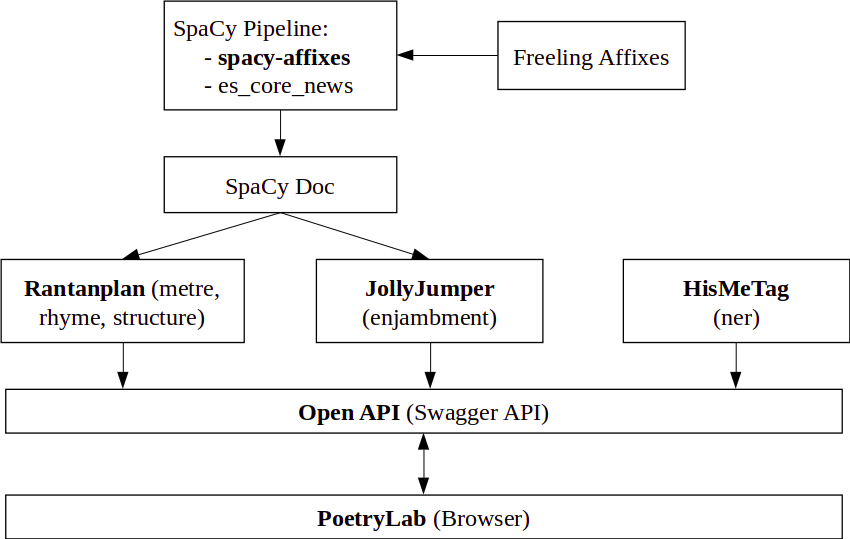 SpaCy Pipeline:
- spacy-affixes
- es_core_news
Freeling Affixes
SpaCy Doc
Rantanplan (metre,
rhyme, structure)
JollyJumper
(enjambment)
HisMeTag
(ner)
Open API (Swagger API)
PoetryLab (Browser)